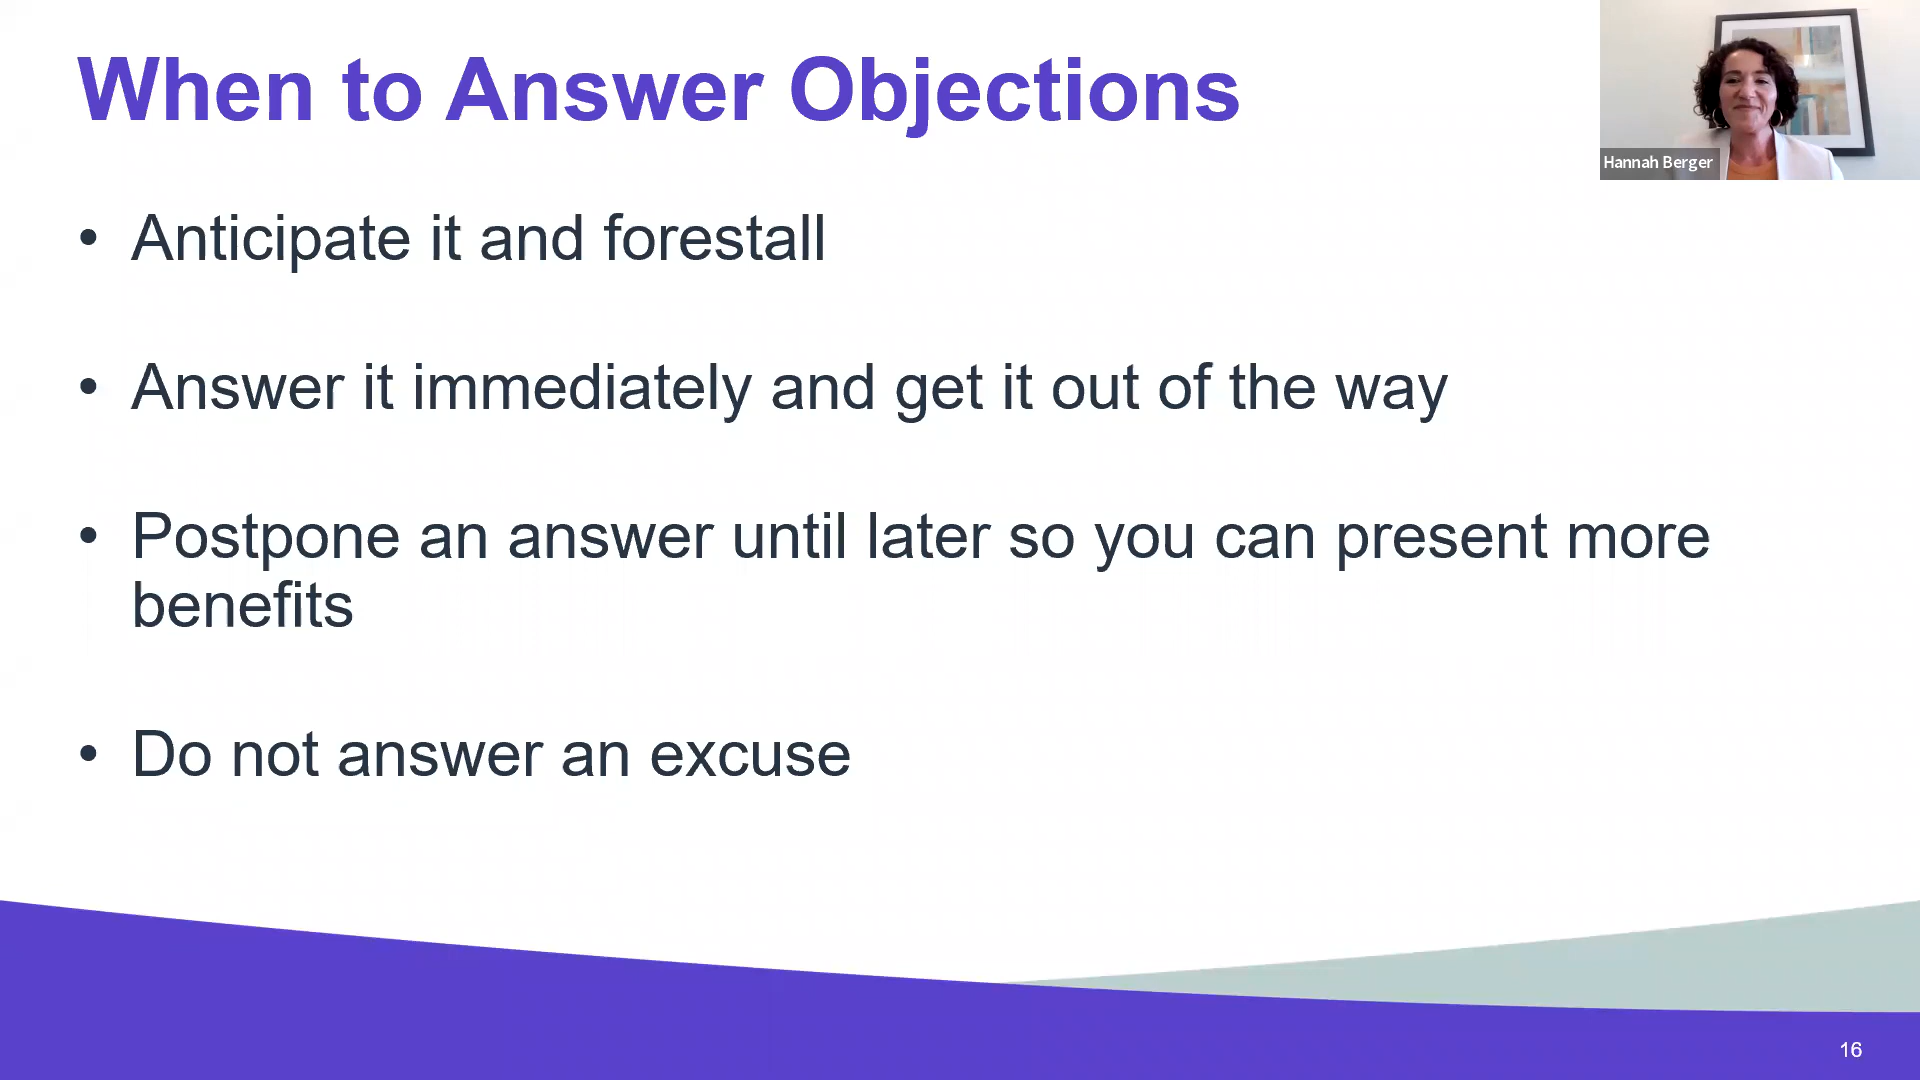 When to Answer Objections
Hannah Berger
• Anticipate it and forestall
• Answer it immediately and get it out of the way
• Postpone an answer until later so you can present more
benefits
• Do not answer an excuse
16